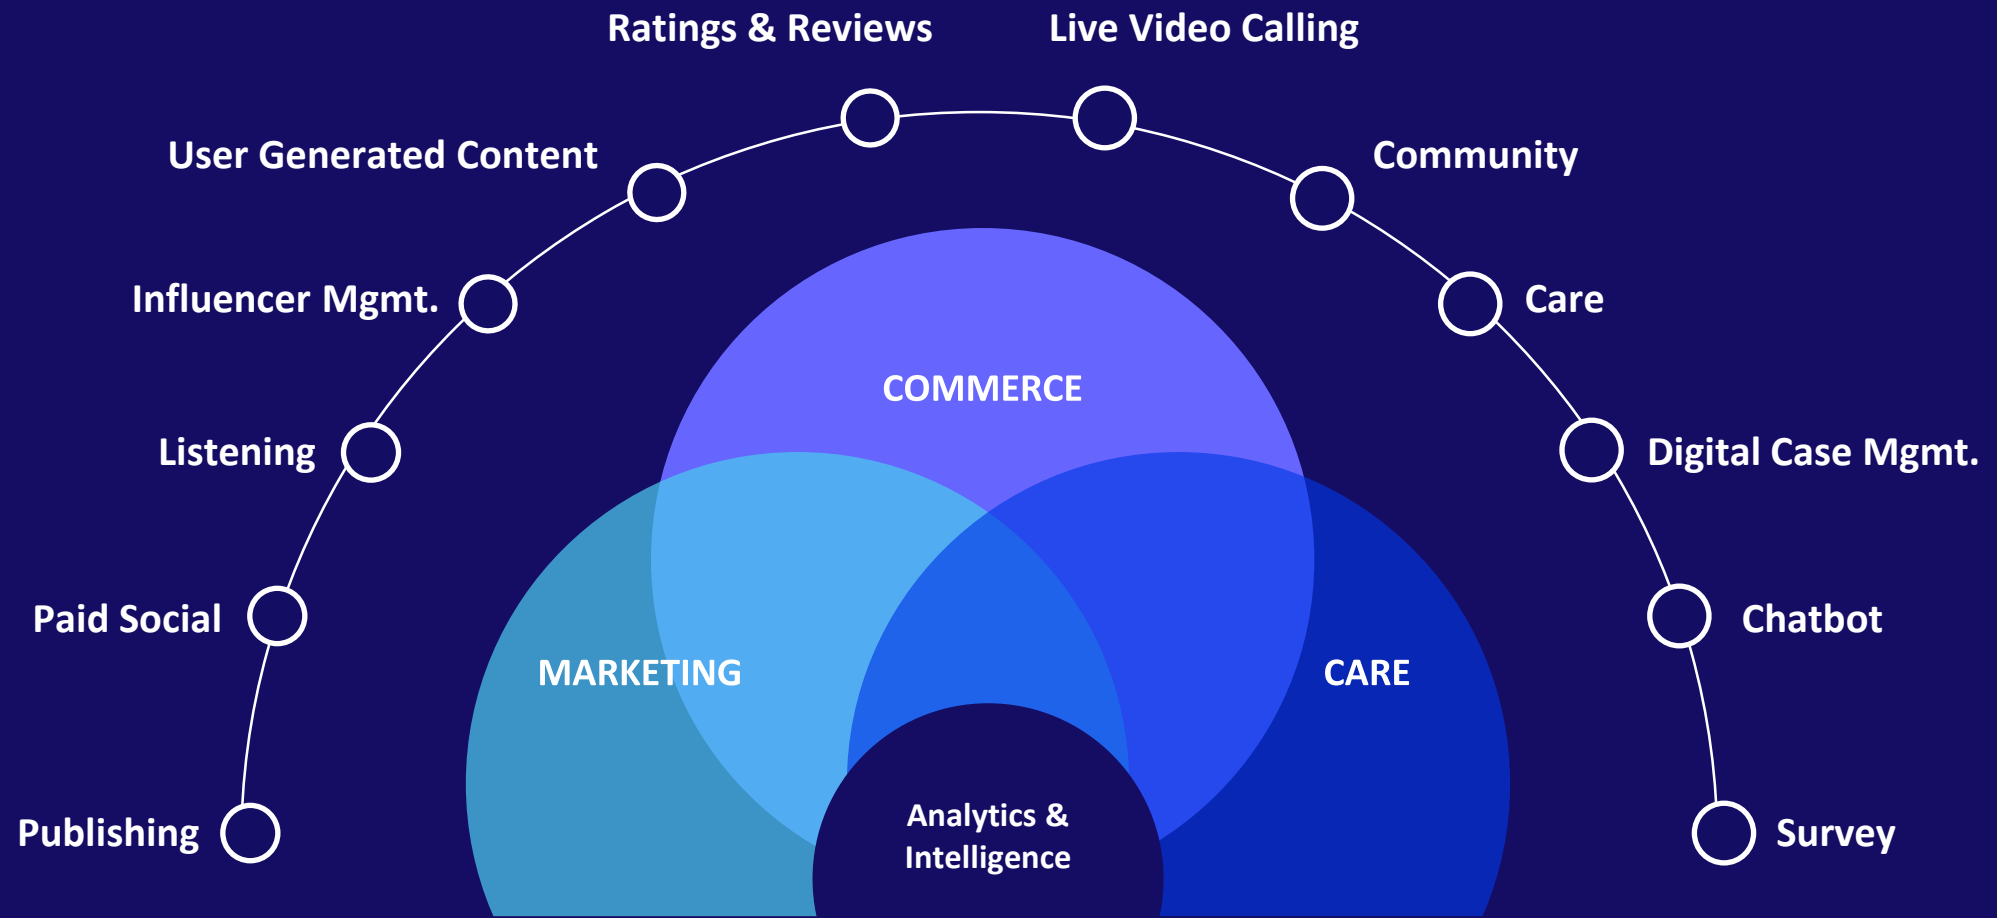 Ratings & Reviews
Live Video Calling
User Generated Content
Community
Influencer Mgmt.
Care
COMMERCE
Listening
Digital Case Mgmt.
Paid Social
Chatbot
MARKETING
CARE
Analytics &
Intelligence
Publishing
Survey